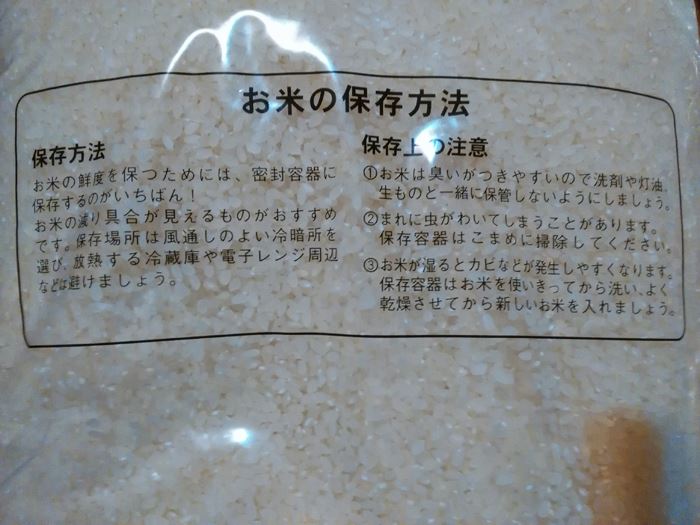 お米の保存方法
保存方法
お米の鮮度を保つためには、密封容器に
保存するのがいちばん！
お米の減り具合が見えるものがおすすめ
です。保存場所は風通しのよい冷暗所を
選び、放熱する冷蔵庫や電子レンジ周辺
などは避けましょう。
保存上の注意
①お米は臭いがつきやすいので洗剤や灯油、
生ものと一緒に保管しないようにしましょう。
②まれに虫がわいてしまうことがあります。
保存容器はこまめに掃除してください。
③お米が湿るとカビなどが発生しやすくなります。
保存容器はお米を使いきってから洗い、よく
乾燥させてから新しいお米を入れましょう。